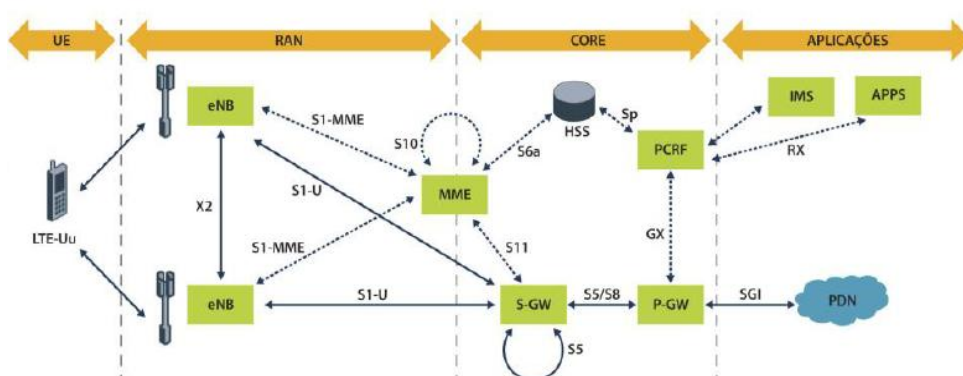 UE
RAN
CORE
APLICAÇÕES
eNB
IMS
APPS
S1-MME
HSS
Sp
S10
S6a
PCRF
RX
X2
S1-U
MME
LTE-Uu
S1-MME
S11
GX
eNB
S1-U
S-GW
S5/S8
P-GW
SGI
PDN
S5